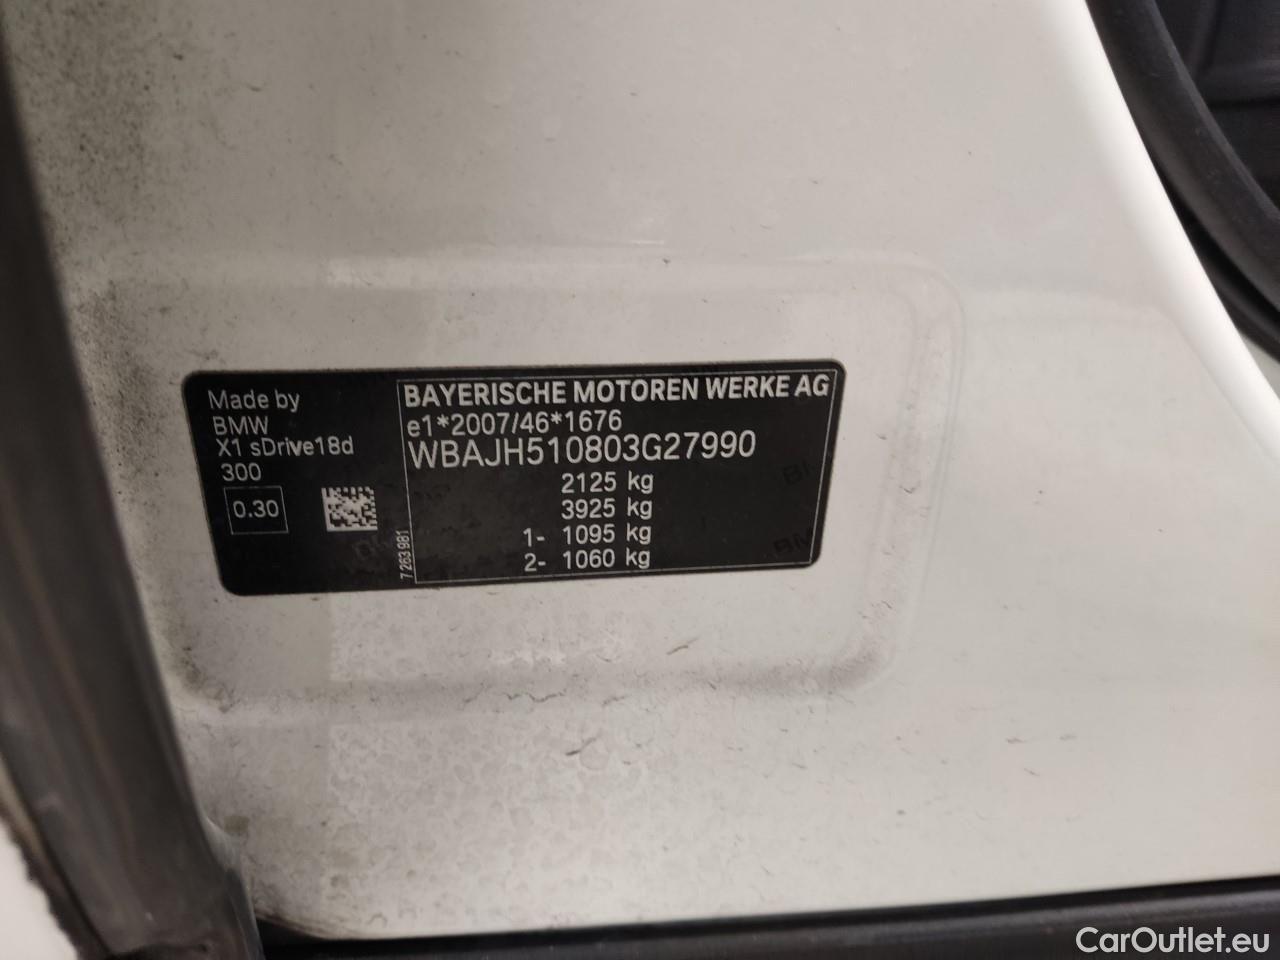 Made by
BMW
X1 sDrive18d
300
0.30
7 263 981
BAYERISCHE MOTOREN WERKE AG
e1*2007/46*1676
WBAJH510803G27990
2125 kg
3925 kg
1- 1095 kg
2- 1060 kg
CarOutlet.eu